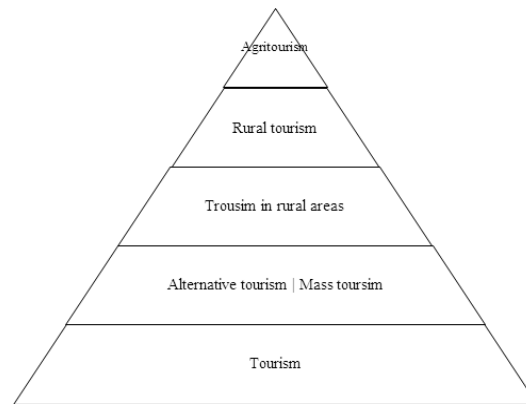 Agritourism
Rural tourism
Trousim in rural areas
Alternative tourism | Mass toursim
Tourism